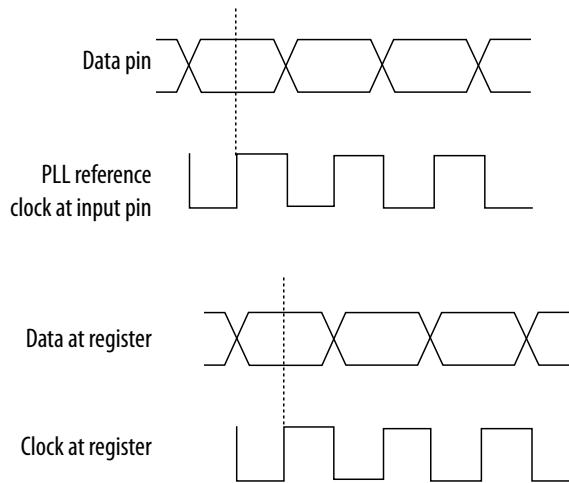 Data pin
PLL reference
clock at input pin
Data at register
Clock at register